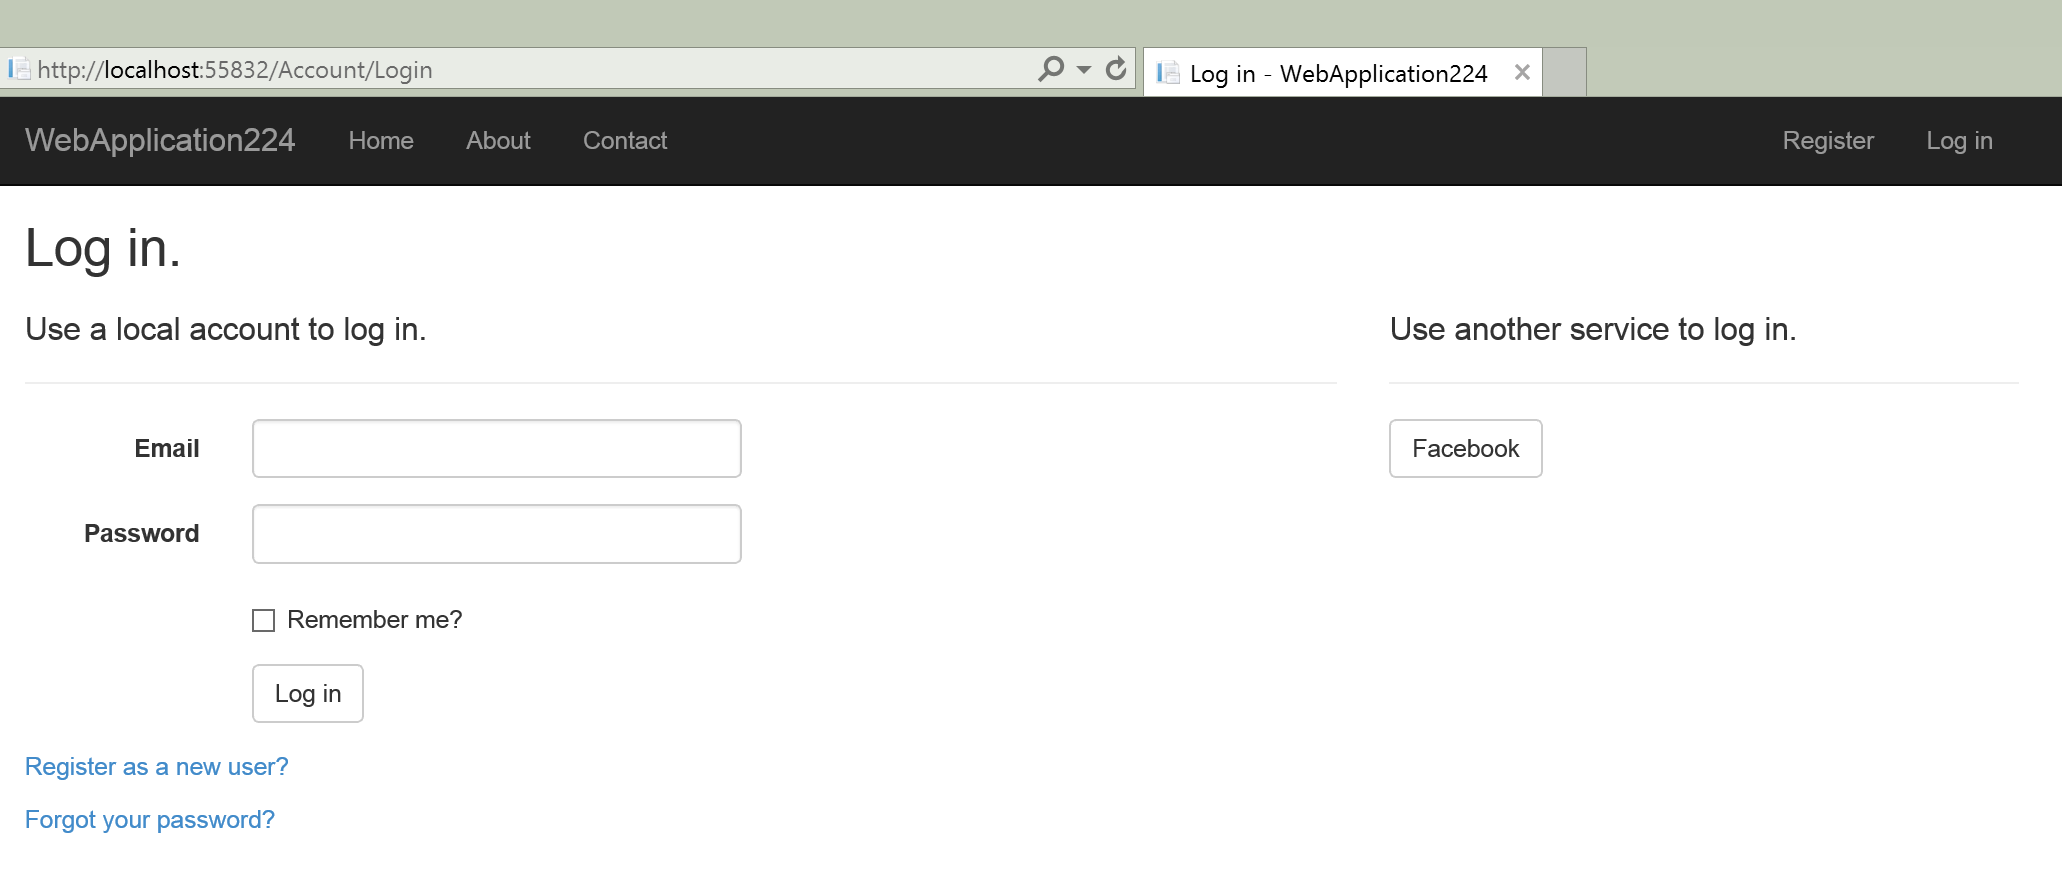 http://localhost:55832/Account/Login
Log in - WebApplication224
WebApplication224 Home About Contact Register Log in
Log in.
Use a local account to log in.
Use another service to log in.
Email
Facebook
Password
Remember me?
Log in
Register as a new user?
Forgot your password?